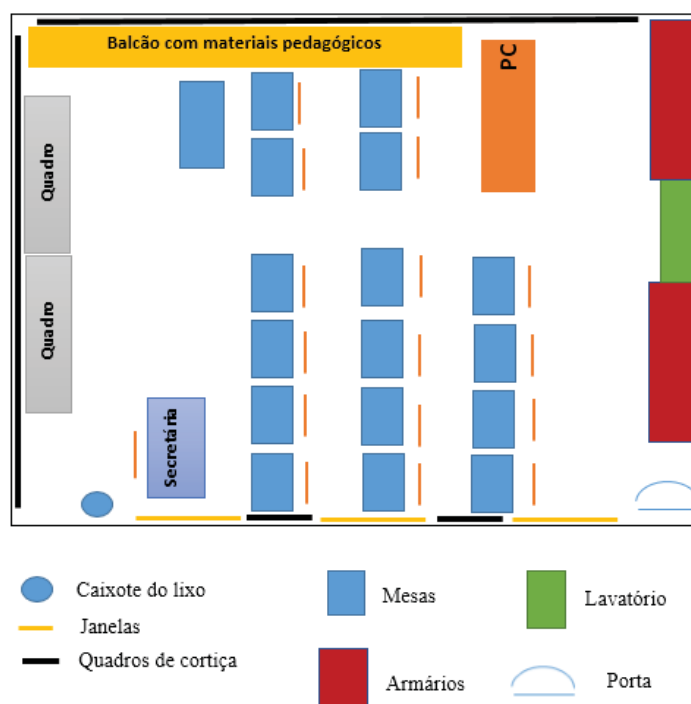 Balcão com materiais pedagógicos
PC
Quadro
Quadro
Secretária
Caixote do lixo
Mesas
Lavatório
Janelas
Quadros de cortiça
Armários
Porta